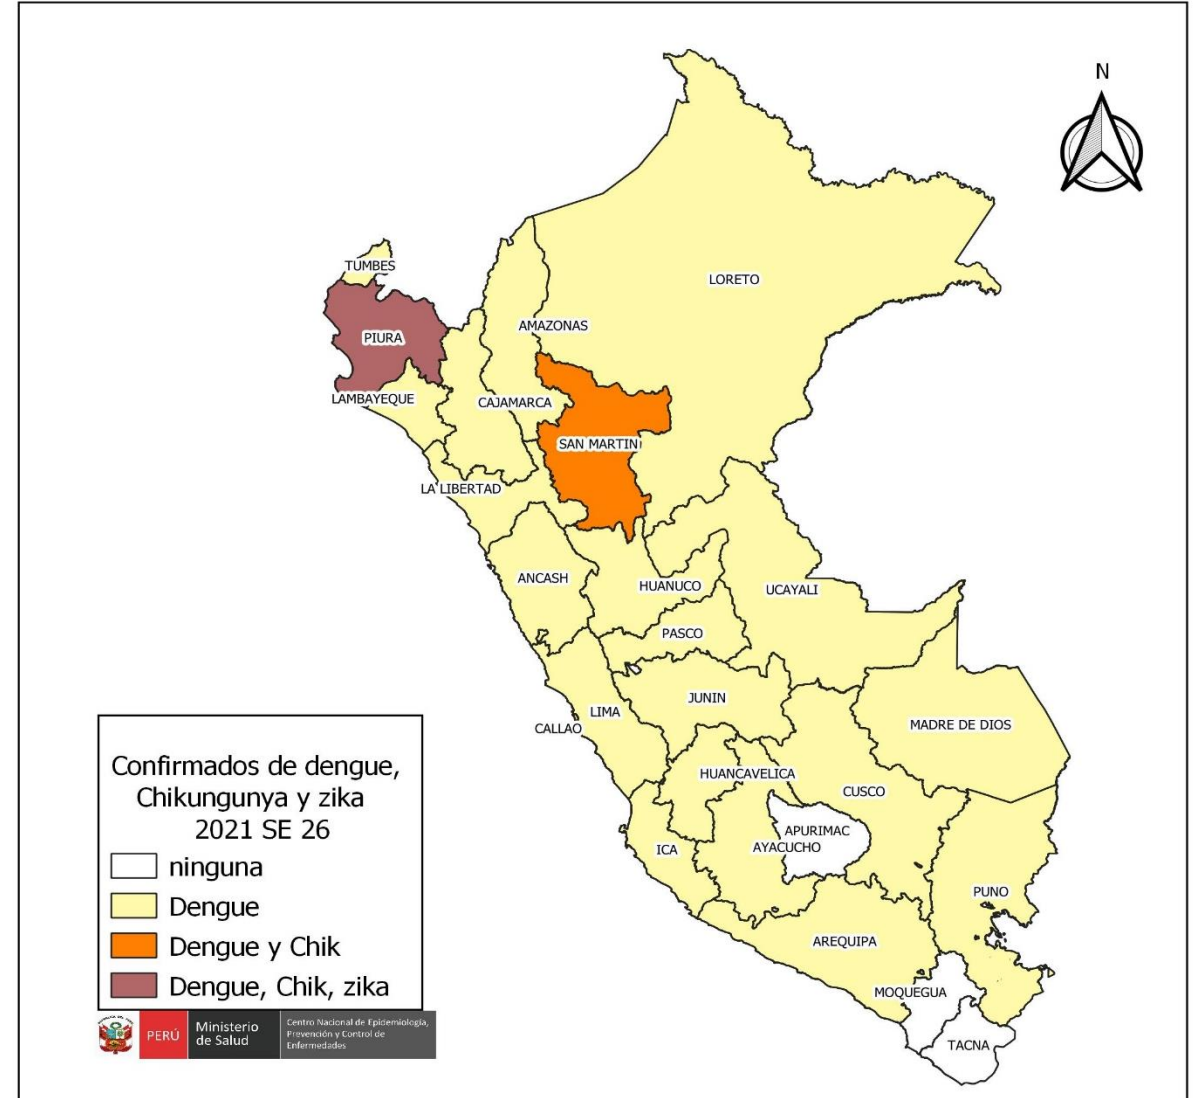 N
TUMBES
LORETO
AMAZONAS
PIURA
LAMBAYEQUE
CAJAMARCA
SAN MARTIN
LA LIBERTAD
ANCASH
HUANUCO
UCAYALI
PASCO
JUNIN
LIMA
CALLAO
MADRE DE DIOS
HUANCAVELICA
CUSCO
APURIMAC
AYACUCHO
ICA
PUNO
AREQUIPA
MOQUEGUA
TACNA
Confirmados de dengue,
Chikungunya y zika
2021 SE 26
ninguna
Dengue
Dengue y Chik
Dengue, Chik, zika
PERÚ
Ministerio
de Salud
Centro Nacional de Epidemiología,
Prevención y Control de
Enfermedades